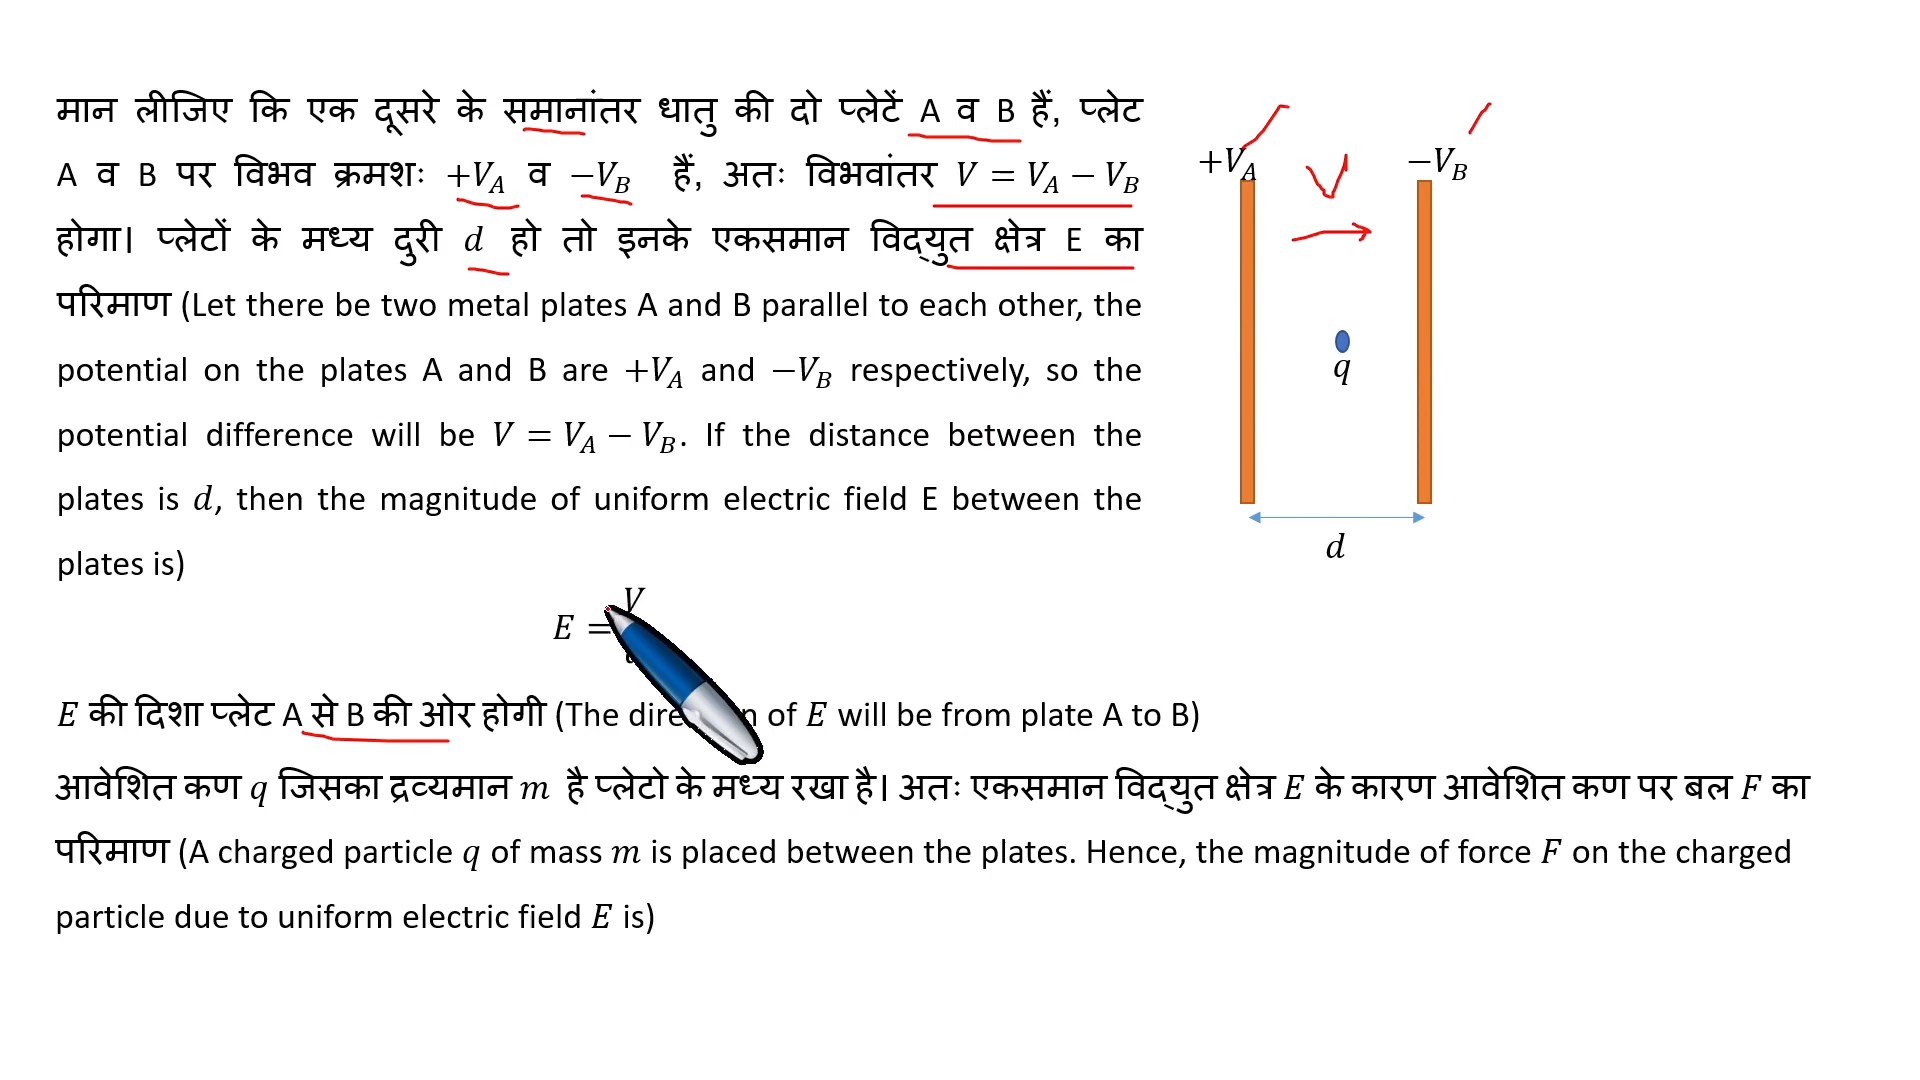 मान लीजिए कि एक दूसरे के समानांतर धातु की दो प्लेटें A व B हैं, प्लेट
A व B पर विभव क्रमशः +V_A व −V_B हैं, अतः विभवांतर V = V_A − V_B
होगा। प्लेटों के मध्य दुरी d हो तो इनके एकसमान विद्युत क्षेत्र E का
परिमाण (Let there be two metal plates A and B parallel to each other, the
potential on the plates A and B are +V_A and −V_B respectively, so the
potential difference will be V = V_A − V_B. If the distance between the
plates is d, then the magnitude of uniform electric field E between the
plates is)
E = V
E की दिशा प्लेट A से B की ओर होगी (The of E will be from plate A to B)
आवेशित कण q जिसका द्रव्यमान m है प्लेटो के मध्य रखा है। अतः एकसमान विद्युत क्षेत्र E के कारण आवेशित कण पर बल F का
परिमाण (A charged particle q of mass m is placed between the plates. Hence, the magnitude of force F on the charged
particle due to uniform electric field E is)
+V_A
V
−V_B
q
d